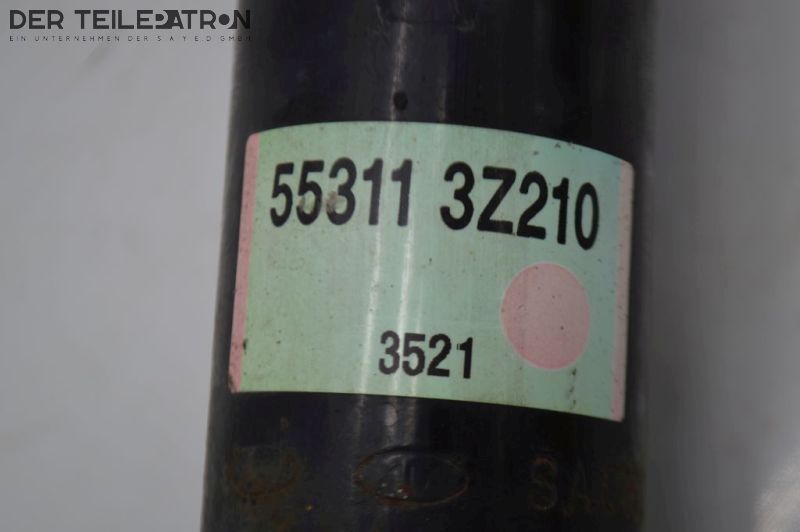 DER TEILEPATRON
EIN UNTERNEHMEN DER S A Y E.D GMBH
55311 3Z210
3521